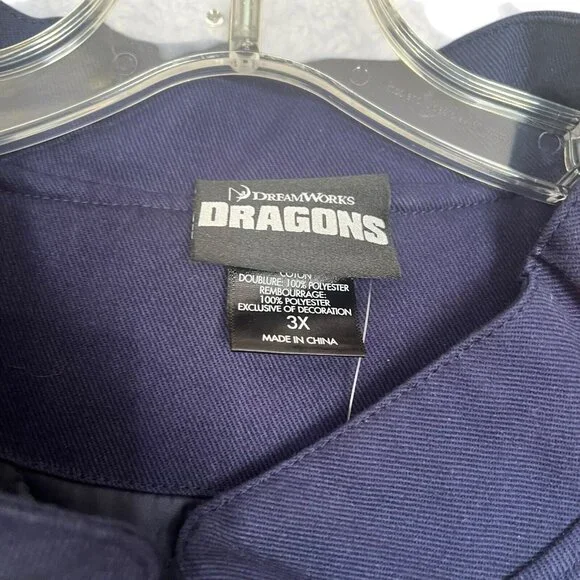 DREAMWORKS
DRAGONS
COTON
DOUBLURE: 100% POLYESTER
REMBOURRAGE:
100% POLYESTER
EXCLUSIVE OF DECORATION
3X
MADE IN CHINA